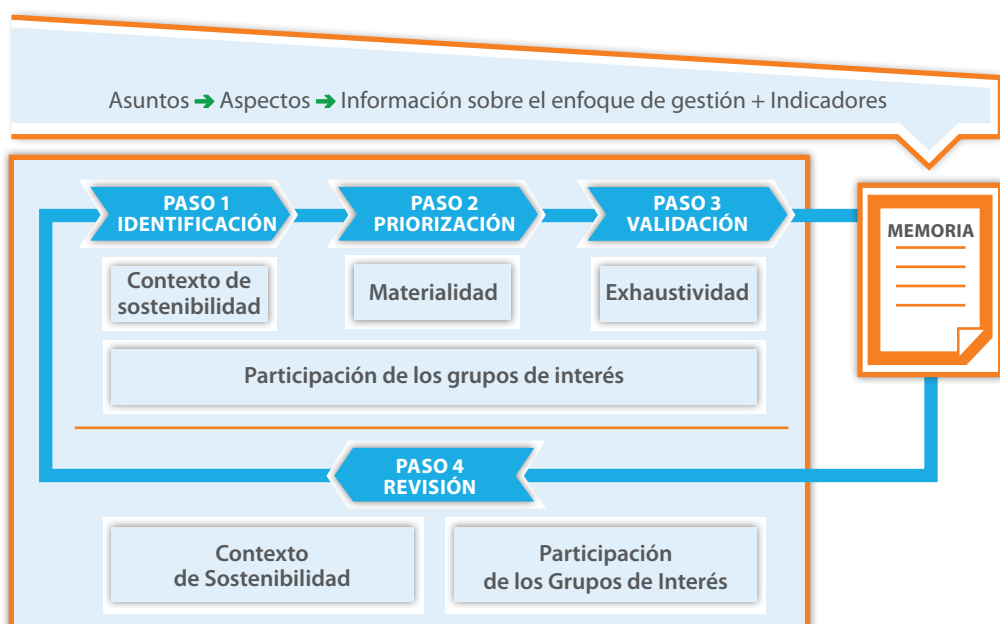 Asuntos ➔ Aspectos ➔ Información sobre el enfoque de gestión + Indicadores
PASO 1
IDENTIFICACIÓN
PASO 2
PRIORIZACIÓN
PASO 3
VALIDACIÓN
MEMORIA
Contexto de
sostenibilidad
Materialidad
Exhaustividad
Participación de los grupos de interés
PASO 4
REVISIÓN
Contexto
de Sostenibilidad
Participación
de los Grupos de Interés